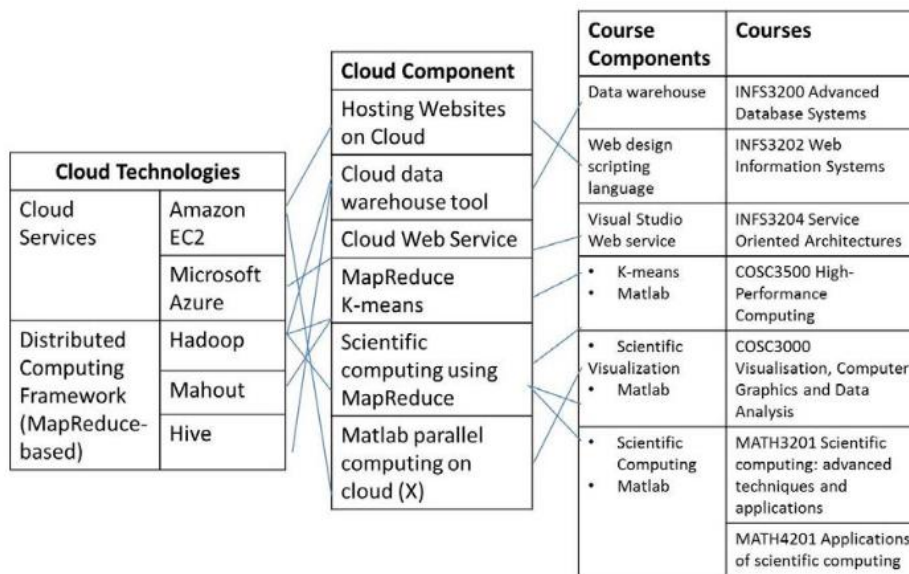 Cloud Technologies
Cloud
Services
Amazon
EC2
Microsoft
Azure
Distributed
Computing
Framework
(MapReduce-
based)
Hadoop
Mahout
Hive
Cloud Component
Hosting Websites
on Cloud
Cloud data
warehouse tool
Cloud Web Service
MapReduce
K-means
Scientific
computing using
MapReduce
Matlab parallel
computing on
cloud (X)
Course
Components
Courses
Data warehouse
INFS3200 Advanced
Database Systems
Web design
scripting
language
INFS3202 Web
Information Systems
Visual Studio
Web service
INFS3204 Service
Oriented Architectures
• K-means
• Matlab
COSC3500 High-
Performance
Computing
• Scientific
Visualization
• Matlab
COSC3000
Visualisation, Computer
Graphics and Data
Analysis
• Scientific
Computing
• Matlab
MATH3201 Scientific
computing: advanced
techniques and
applications
MATH4201 Applications
of scientific computing